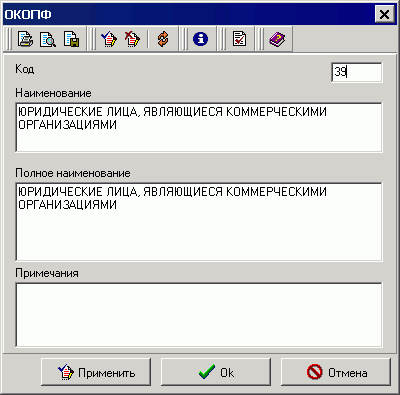 ОКОПФ
Код
39
Наименование
ЮРИДИЧЕСКИЕ ЛИЦА, ЯВЛЯЮЩИЕСЯ КОММЕРЧЕСКИМИ
ОРГАНИЗАЦИЯМИ
Полное наименование
ЮРИДИЧЕСКИЕ ЛИЦА, ЯВЛЯЮЩИЕСЯ КОММЕРЧЕСКИМИ
ОРГАНИЗАЦИЯМИ
Примечания
Применить
Ok
Отмена